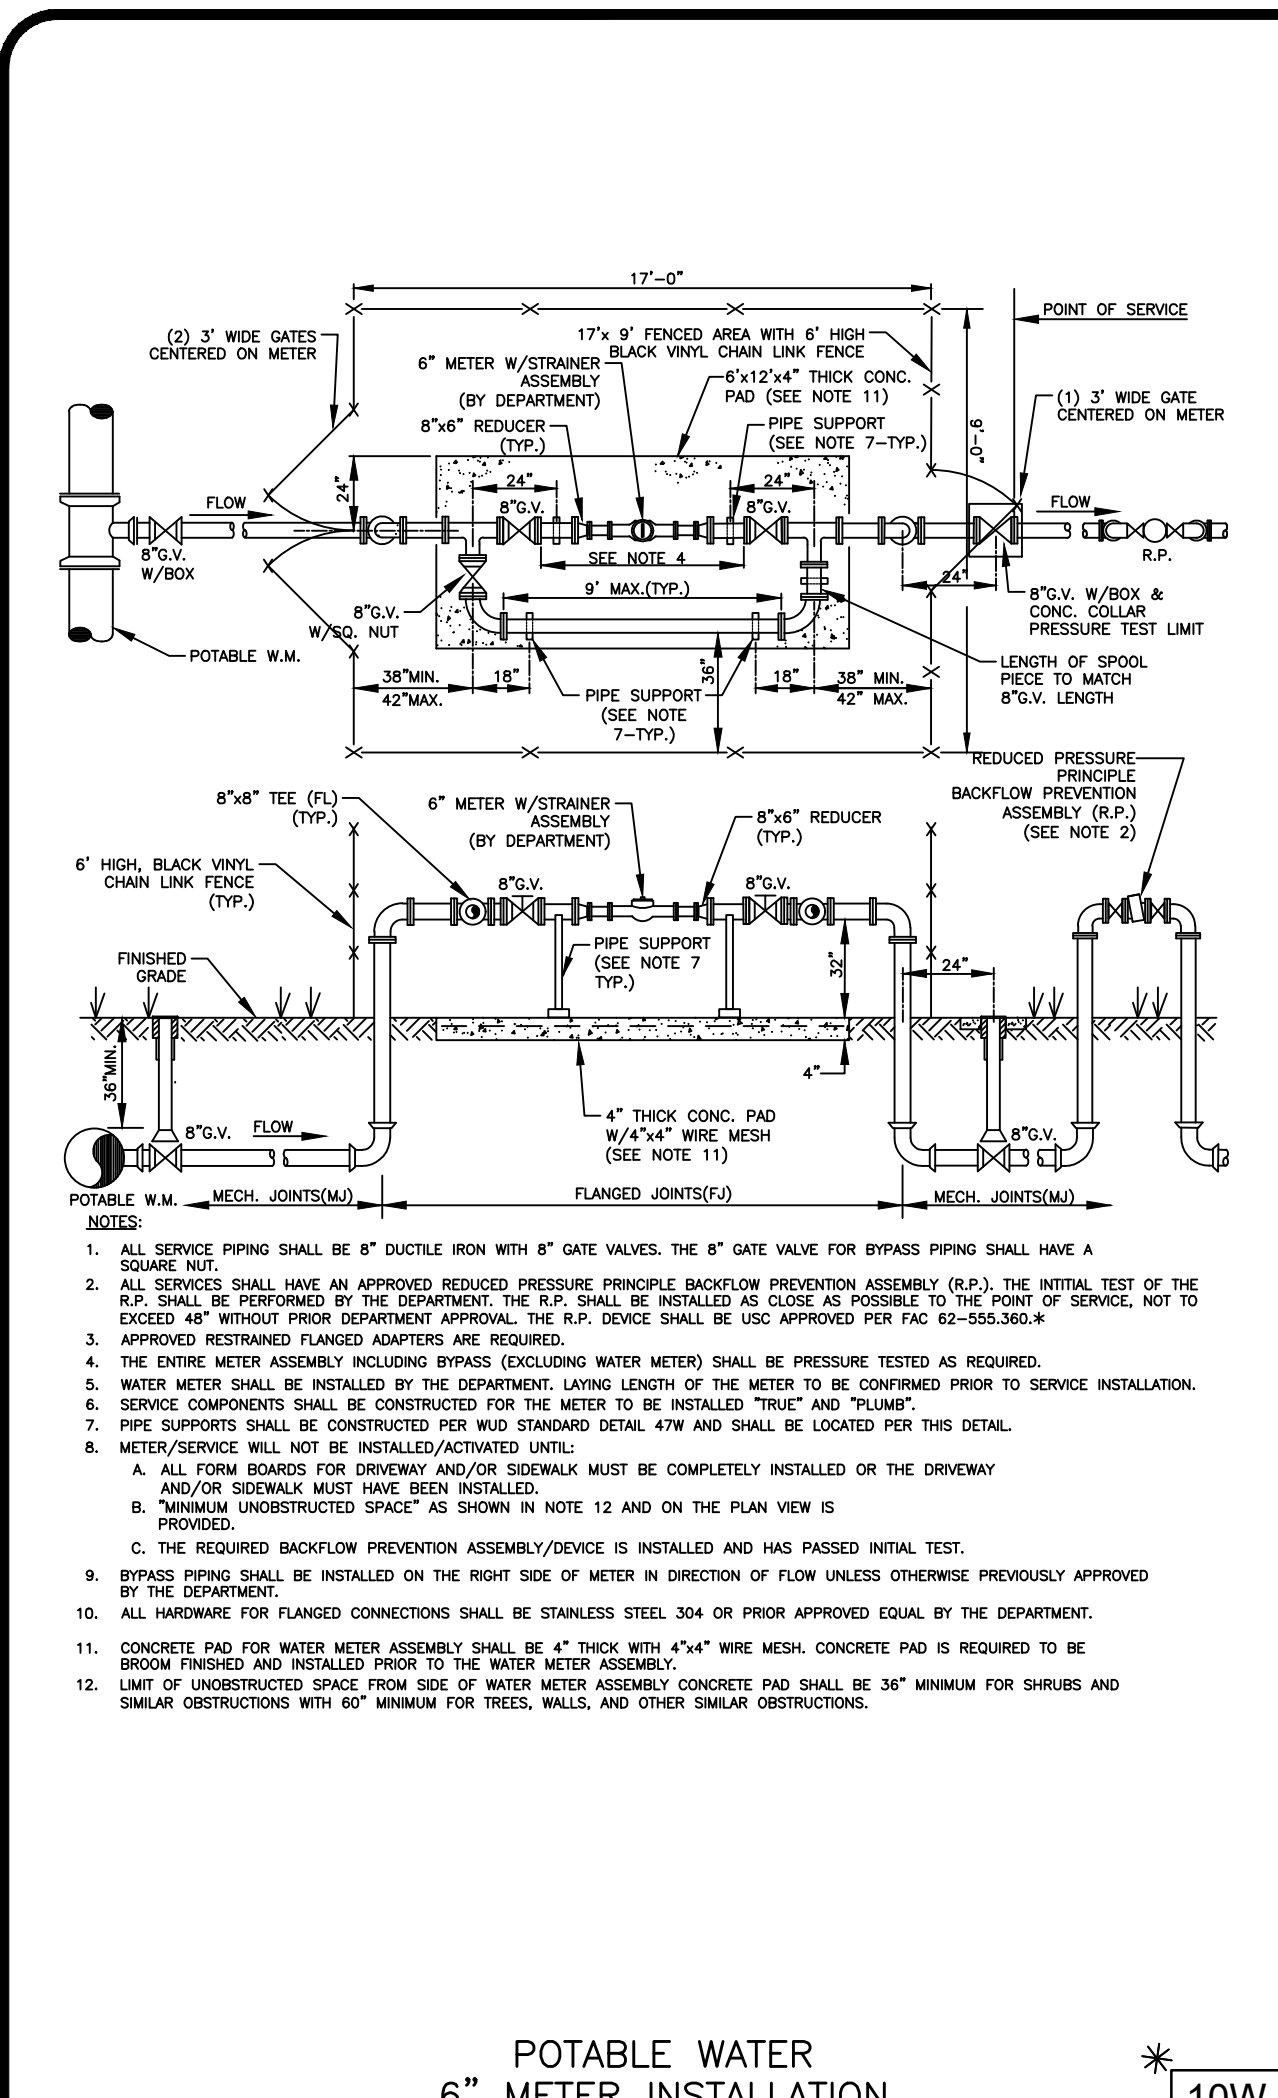 17'-0"
POINT OF SERVICE
(2) 3' WIDE GATES
CENTERED ON METER
17'x 9' FENCED AREA WITH 6' HIGH
BLACK VINYL CHAIN LINK FENCE
6" METER W/STRAINER
ASSEMBLY
(BY DEPARTMENT)
6'x12'x4" THICK CONC.
PAD (SEE NOTE 11)
(1) 3' WIDE GATE
CENTERED ON METER
9'-0"
8"x6" REDUCER
(TYP.)
PIPE SUPPORT
(SEE NOTE 7-TYP.)
24"
24"
24"
FLOW
8"G.V.
8"G.V.
FLOW
8"G.V.
W/BOX
SEE NOTE 4
R.P.
24"
9' MAX.(TYP.)
8"G.V.
W/SQ. NUT
8"G.V. W/BOX &
CONC. COLLAR
PRESSURE TEST LIMIT
POTABLE W.M.
LENGTH OF SPOOL
PIECE TO MATCH
8"G.V. LENGTH
38"MIN.
42"MAX.
18"
PIPE SUPPORT
(SEE NOTE
7-TYP.)
36"
18"
38" MIN.
42" MAX.
REDUCED PRESSURE
PRINCIPLE
BACKFLOW PREVENTION
ASSEMBLY (R.P.)
(SEE NOTE 2)
8"x8" TEE (FL)
(TYP.)
6" METER W/STRAINER
ASSEMBLY
(BY DEPARTMENT)
8"x6" REDUCER
(TYP.)
6' HIGH, BLACK VINYL
CHAIN LINK FENCE
(TYP.)
8"G.V.
8"G.V.
FINISHED
GRADE
PIPE SUPPORT
(SEE NOTE 7
TYP.)
32"
24"
36"MIN.
4"
4" THICK CONC. PAD
W/4"x4" WIRE MESH
(SEE NOTE 11)
8"G.V.
FLOW
8"G.V.
POTABLE W.M.
MECH. JOINTS(MJ)
FLANGED JOINTS(FJ)
MECH. JOINTS(MJ)
NOTES:
1. ALL SERVICE PIPING SHALL BE 8" DUCTILE IRON WITH 8" GATE VALVES. THE 8" GATE VALVE FOR BYPASS PIPING SHALL HAVE A
SQUARE NUT.
2. ALL SERVICES SHALL HAVE AN APPROVED REDUCED PRESSURE PRINCIPLE BACKFLOW PREVENTION ASSEMBLY (R.P.). THE INTITIAL TEST OF THE
R.P. SHALL BE PERFORMED BY THE DEPARTMENT. THE R.P. SHALL BE INSTALLED AS CLOSE AS POSSIBLE TO THE POINT OF SERVICE, NOT TO
EXCEED 48" WITHOUT PRIOR DEPARTMENT APPROVAL. THE R.P. DEVICE SHALL BE USC APPROVED PER FAC 62-555.360.*
3. APPROVED RESTRAINED FLANGED ADAPTERS ARE REQUIRED.
4. THE ENTIRE METER ASSEMBLY INCLUDING BYPASS (EXCLUDING WATER METER) SHALL BE PRESSURE TESTED AS REQUIRED.
5. WATER METER SHALL BE INSTALLED BY THE DEPARTMENT. LAYING LENGTH OF THE METER TO BE CONFIRMED PRIOR TO SERVICE INSTALLATION.
6. SERVICE COMPONENTS SHALL BE CONSTRUCTED FOR THE METER TO BE INSTALLED "TRUE" AND "PLUMB".
7. PIPE SUPPORTS SHALL BE CONSTRUCTED PER WUD STANDARD DETAIL 47W AND SHALL BE LOCATED PER THIS DETAIL.
8. METER/SERVICE WILL NOT BE INSTALLED/ACTIVATED UNTIL:
A. ALL FORM BOARDS FOR DRIVEWAY AND/OR SIDEWALK MUST BE COMPLETELY INSTALLED OR THE DRIVEWAY
AND/OR SIDEWALK MUST HAVE BEEN INSTALLED.
B. "MINIMUM UNOBSTRUCTED SPACE" AS SHOWN IN NOTE 12 AND ON THE PLAN VIEW IS
PROVIDED.
C. THE REQUIRED BACKFLOW PREVENTION ASSEMBLY/DEVICE IS INSTALLED AND HAS PASSED INITIAL TEST.
9. BYPASS PIPING SHALL BE INSTALLED ON THE RIGHT SIDE OF METER IN DIRECTION OF FLOW UNLESS OTHERWISE PREVIOUSLY APPROVED
BY THE DEPARTMENT.
10. ALL HARDWARE FOR FLANGED CONNECTIONS SHALL BE STAINLESS STEEL 304 OR PRIOR APPROVED EQUAL BY THE DEPARTMENT.
11. CONCRETE PAD FOR WATER METER ASSEMBLY SHALL BE 4" THICK WITH 4"x4" WIRE MESH. CONCRETE PAD IS REQUIRED TO BE
BROOM FINISHED AND INSTALLED PRIOR TO THE WATER METER ASSEMBLY.
12. LIMIT OF UNOBSTRUCTED SPACE FROM SIDE OF WATER METER ASSEMBLY CONCRETE PAD SHALL BE 36" MINIMUM FOR SHRUBS AND
SIMILAR OBSTRUCTIONS WITH 60" MINIMUM FOR TREES, WALLS, AND OTHER SIMILAR OBSTRUCTIONS.
POTABLE WATER
6" METER INSTALLATION
*
10W